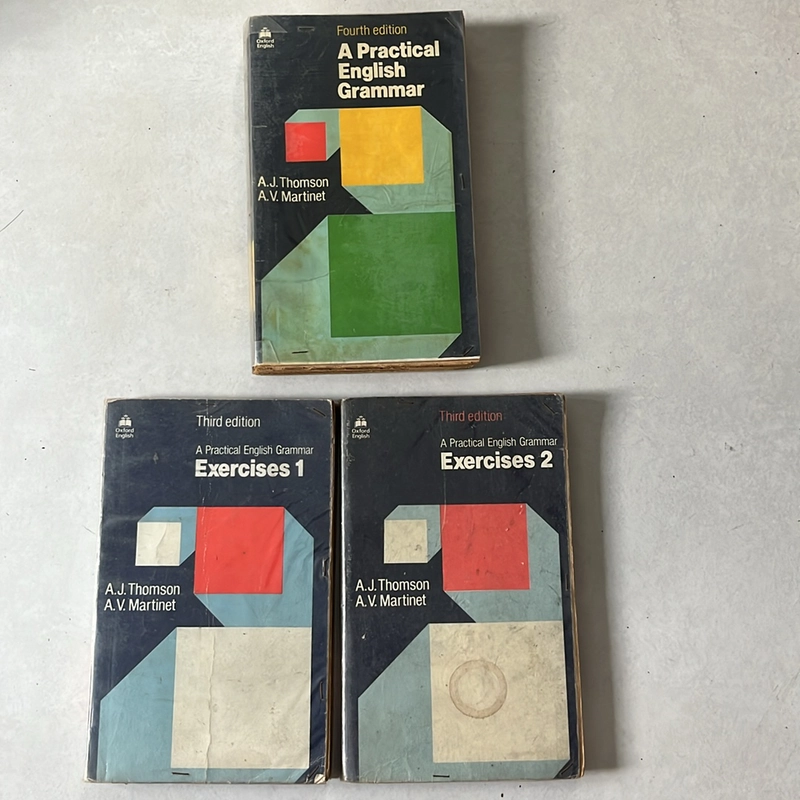 Oxford
English
Fourth edition
A Practical
English
Grammar
A.J. Thomson
A.V. Martinet
Oxford
English
Third edition
A Practical English Grammar
Exercises 1
A.J. Thomson
A.V. Martinet
Oxford
English
Third edition
A Practical English Grammar
Exercises 2
A.J. Thomson
A.V. Martinet